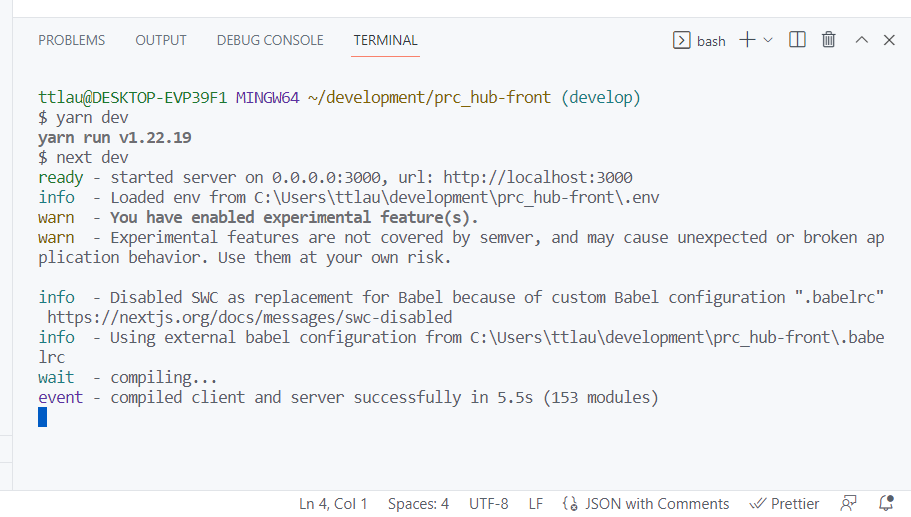 PROBLEMS OUTPUT DEBUG CONSOLE TERMINAL bash
ttlau@DESKTOP-EVP39F1 MINGW64 ~/development/prc_hub-front (develop)
$ yarn dev
yarn run v1.22.19
$ next dev
ready - started server on 0.0.0.0:3000, url: http://localhost:3000
info  - Loaded env from C:\Users\ttlau\development\prc_hub-front\.env
warn  - You have enabled experimental feature(s).
warn  - Experimental features are not covered by semver, and may cause unexpected or broken ap
plication behavior. Use them at your own risk.
info  - Disabled SWC as replacement for Babel because of custom Babel configuration ".babelrc"
https://nextjs.org/docs/messages/swc-disabled
info  - Using external babel configuration from C:\Users\ttlau\development\prc_hub-front\.babe
lrc
wait  - compiling...
event - compiled client and server successfully in 5.5s (153 modules)
Ln 4, Col 1 Spaces: 4 UTF-8 LF JSON with Comments Prettier